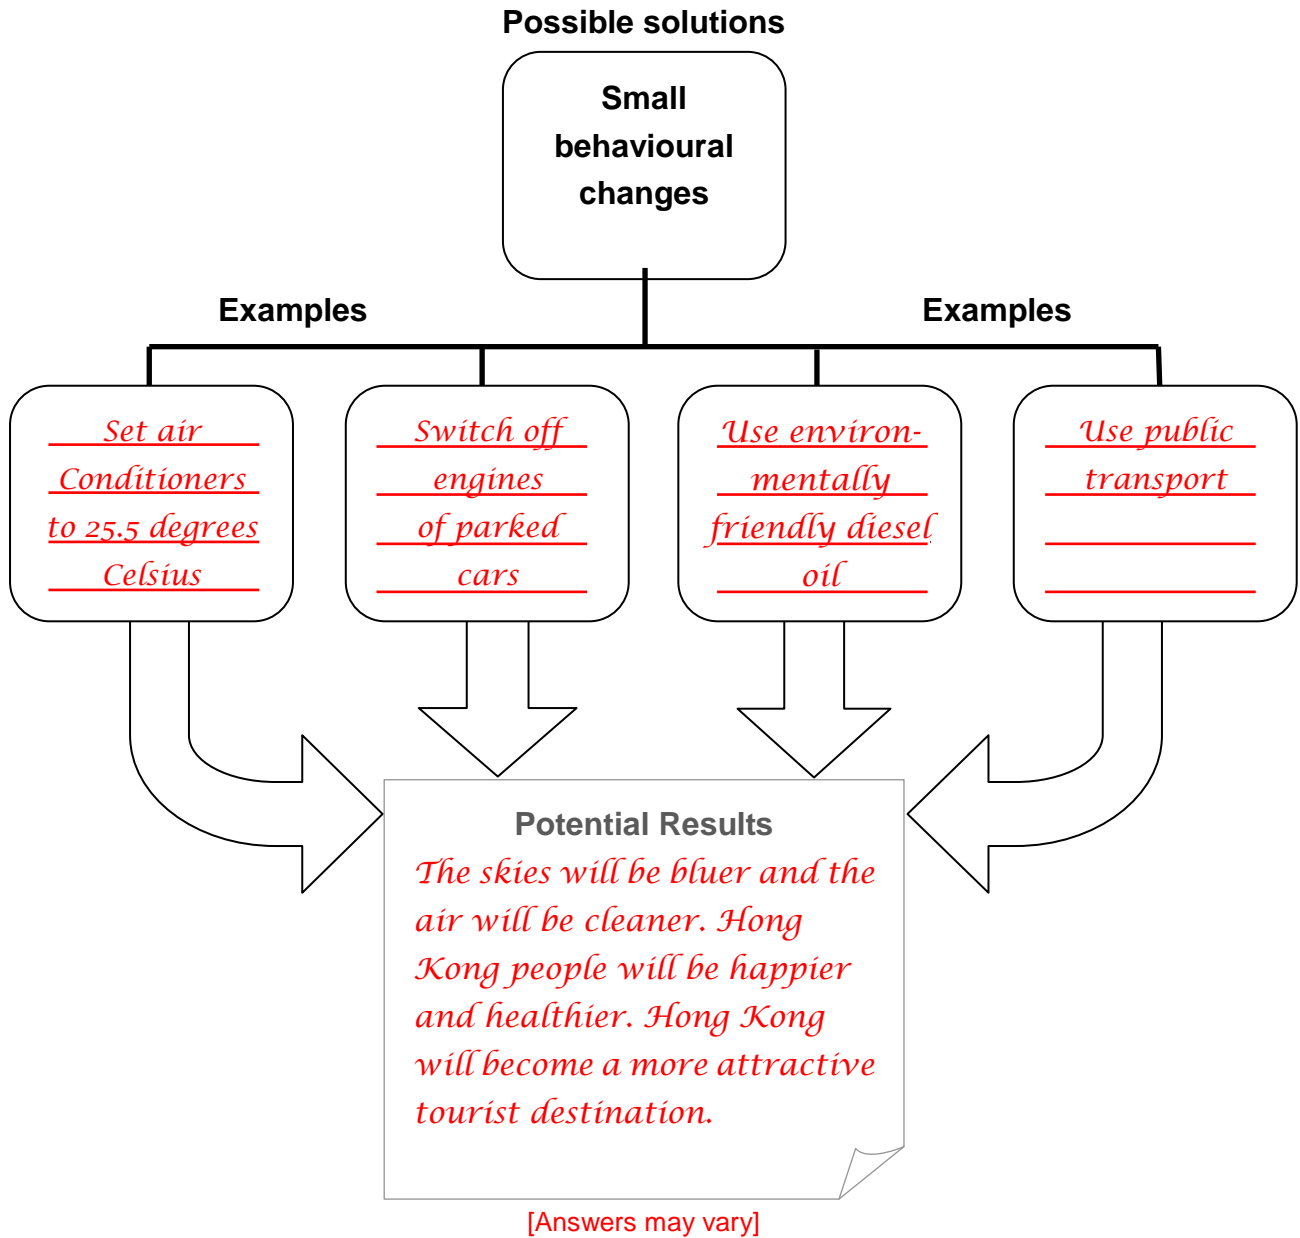 Possible solutions
Small
behavioural
changes
Examples
Examples
Set air
Conditioners
to 25.5 degrees
Celsius
Switch off
engines
of parked
cars
Use environ-
mentally
friendly diesel
oil
Use public
transport
Potential Results
The skies will be bluer and the
air will be cleaner. Hong
Kong people will be happier
and healthier. Hong Kong
will become a more attractive
tourist destination.
[Answers may vary]